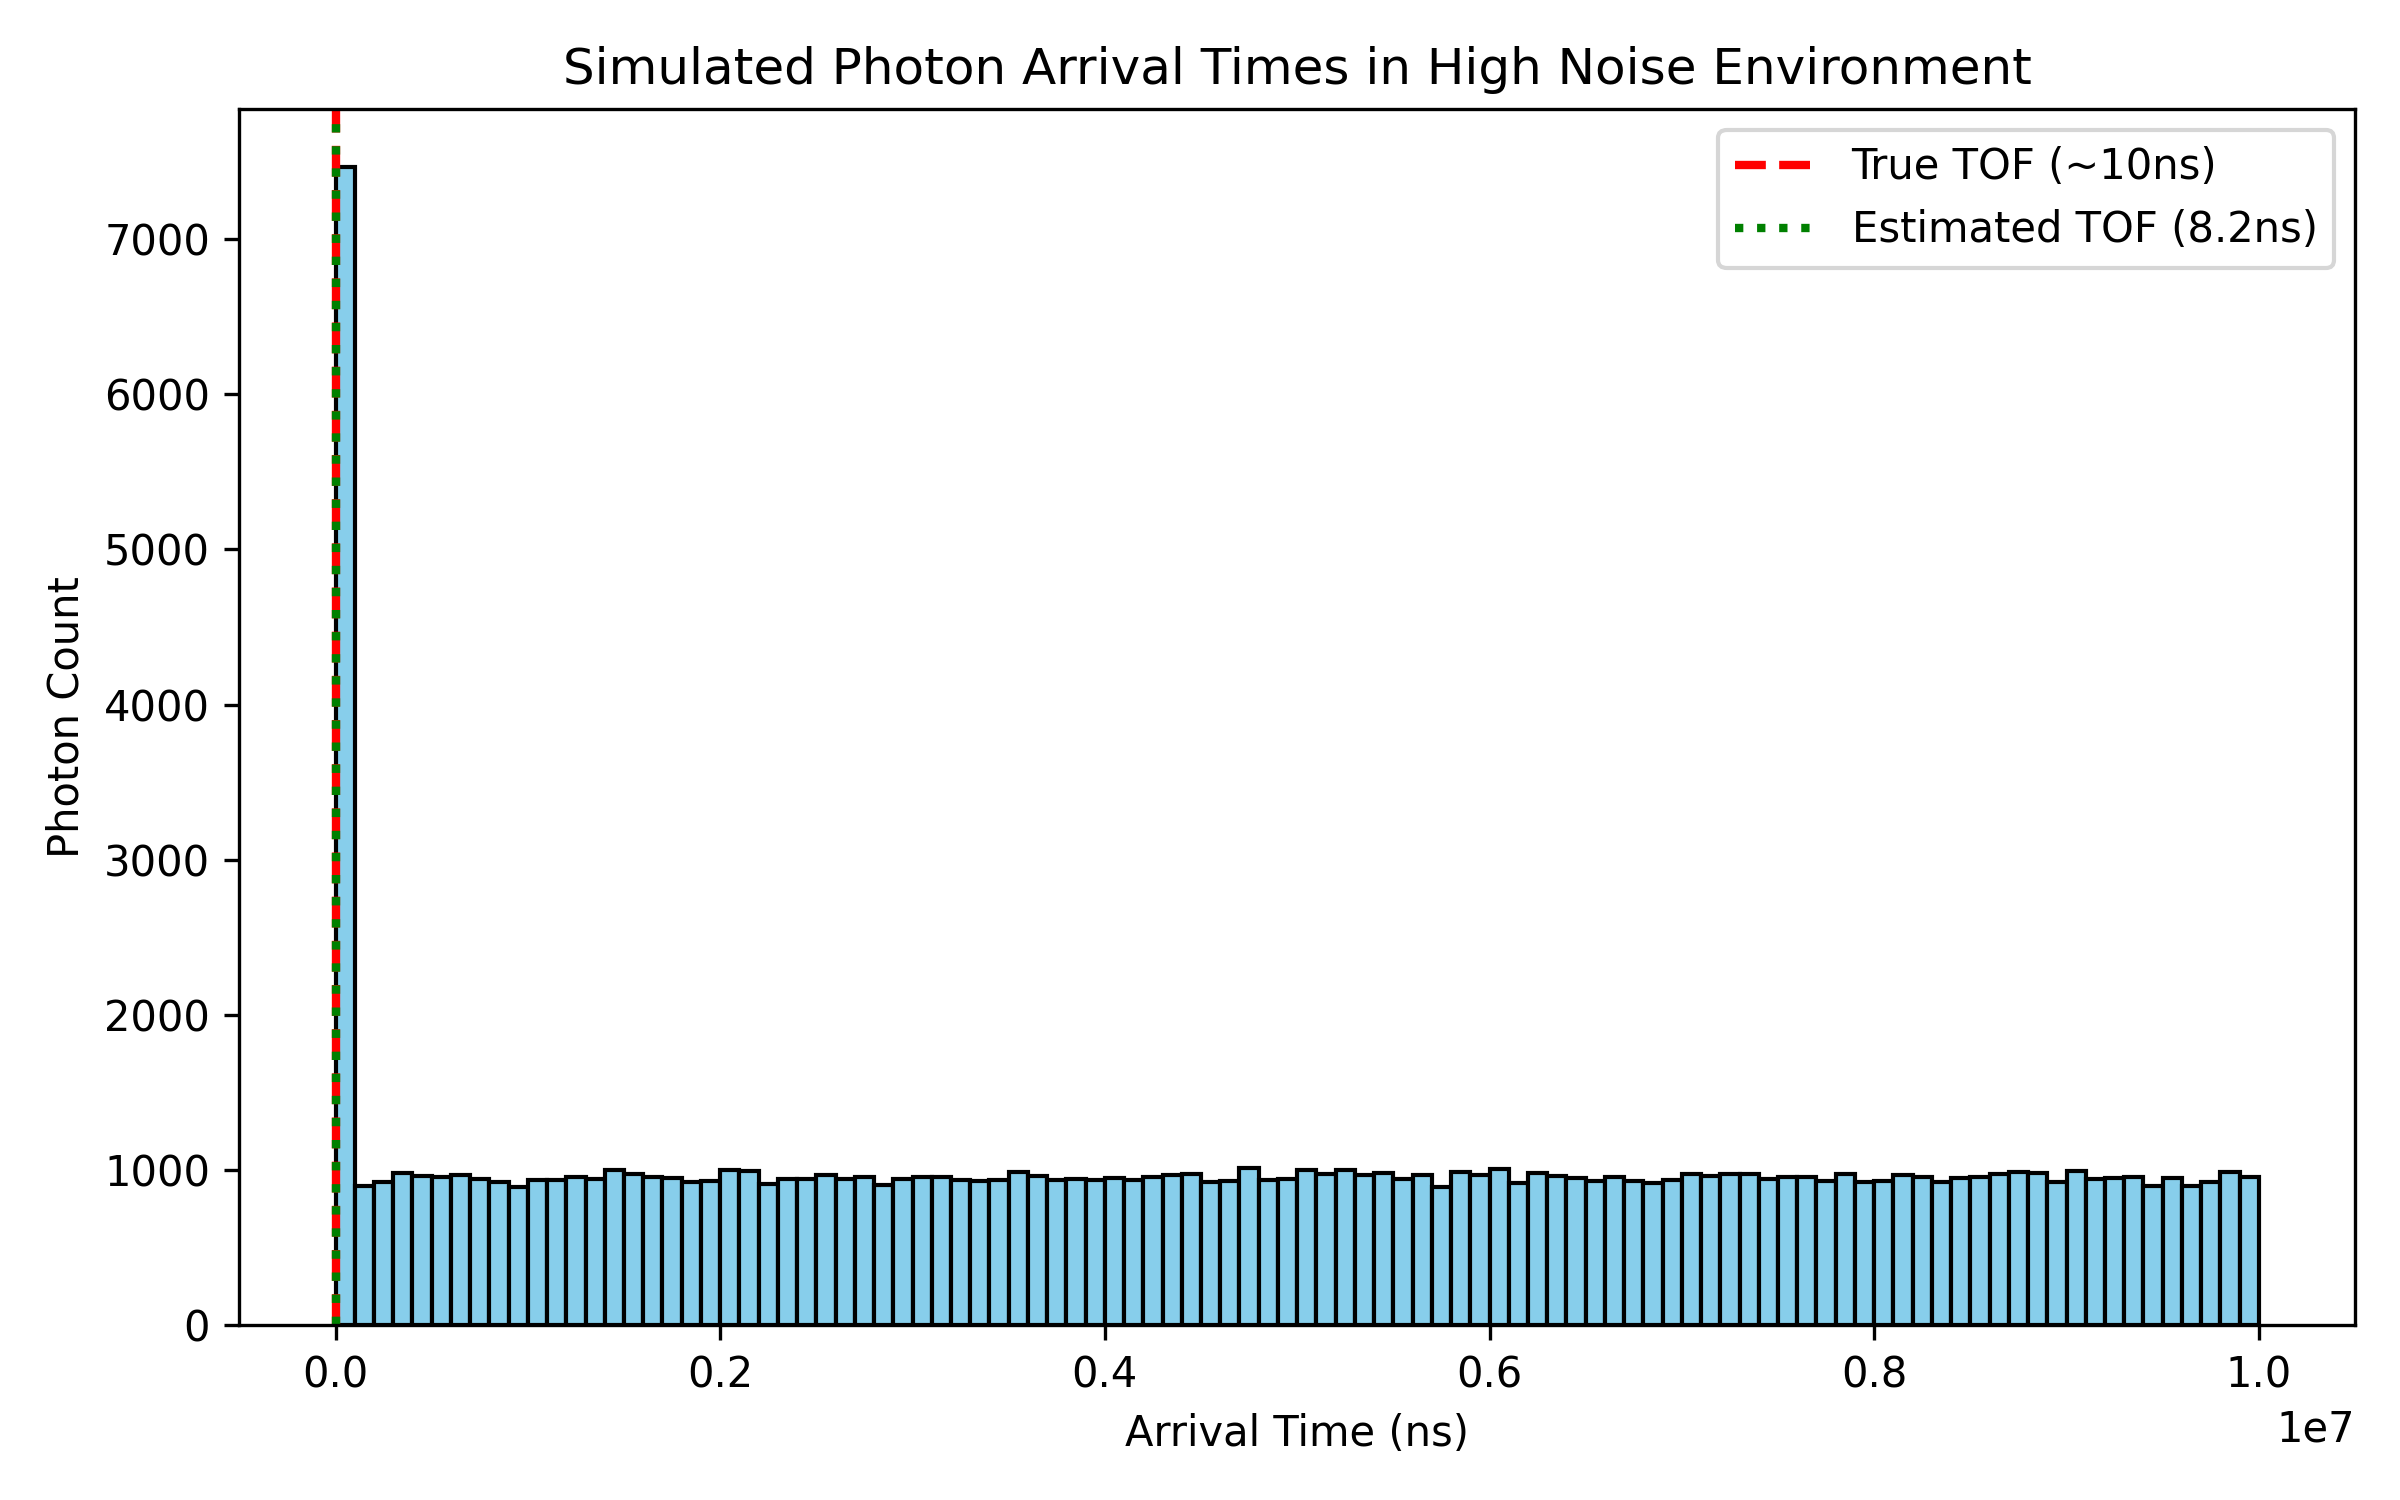 Simulated Photon Arrival Times in High Noise Environment
True TOF (~10ns)
Estimated TOF (8.2ns)
Photon Count
7000
6000
5000
4000
3000
2000
1000
0
0.0 0.2 0.4 0.6 0.8 1.0
1e7
Arrival Time (ns)